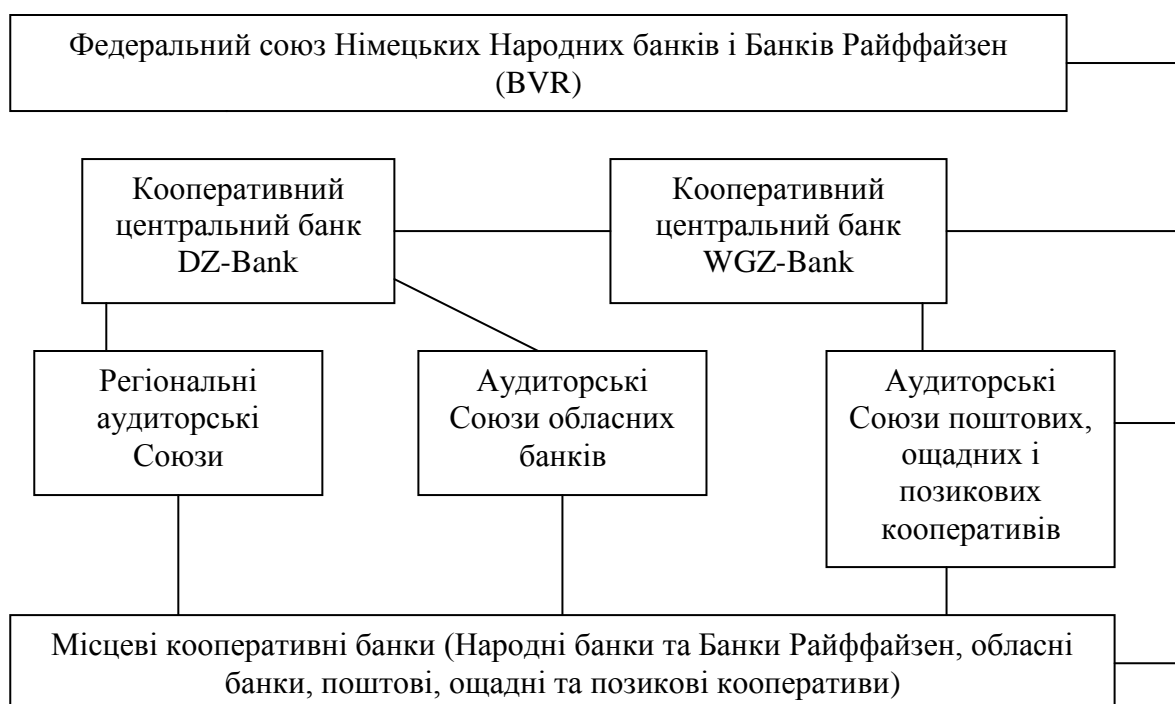 Федеральний союз Німецьких Народних банків і Банків Райффайзен
(BVR)
Кооперативний
центральний банк
DZ-Bank
Кооперативний
центральний банк
WGZ-Bank
Регіональні
аудиторські
Союзи
Аудиторські
Союзи обласних
банків
Аудиторські
Союзи поштових,
ощадних і
позикових
кооперативів
Місцеві кооперативні банки (Народні банки та Банки Райффайзен, обласні
банки, поштові, ощадні та позикові кооперативи)